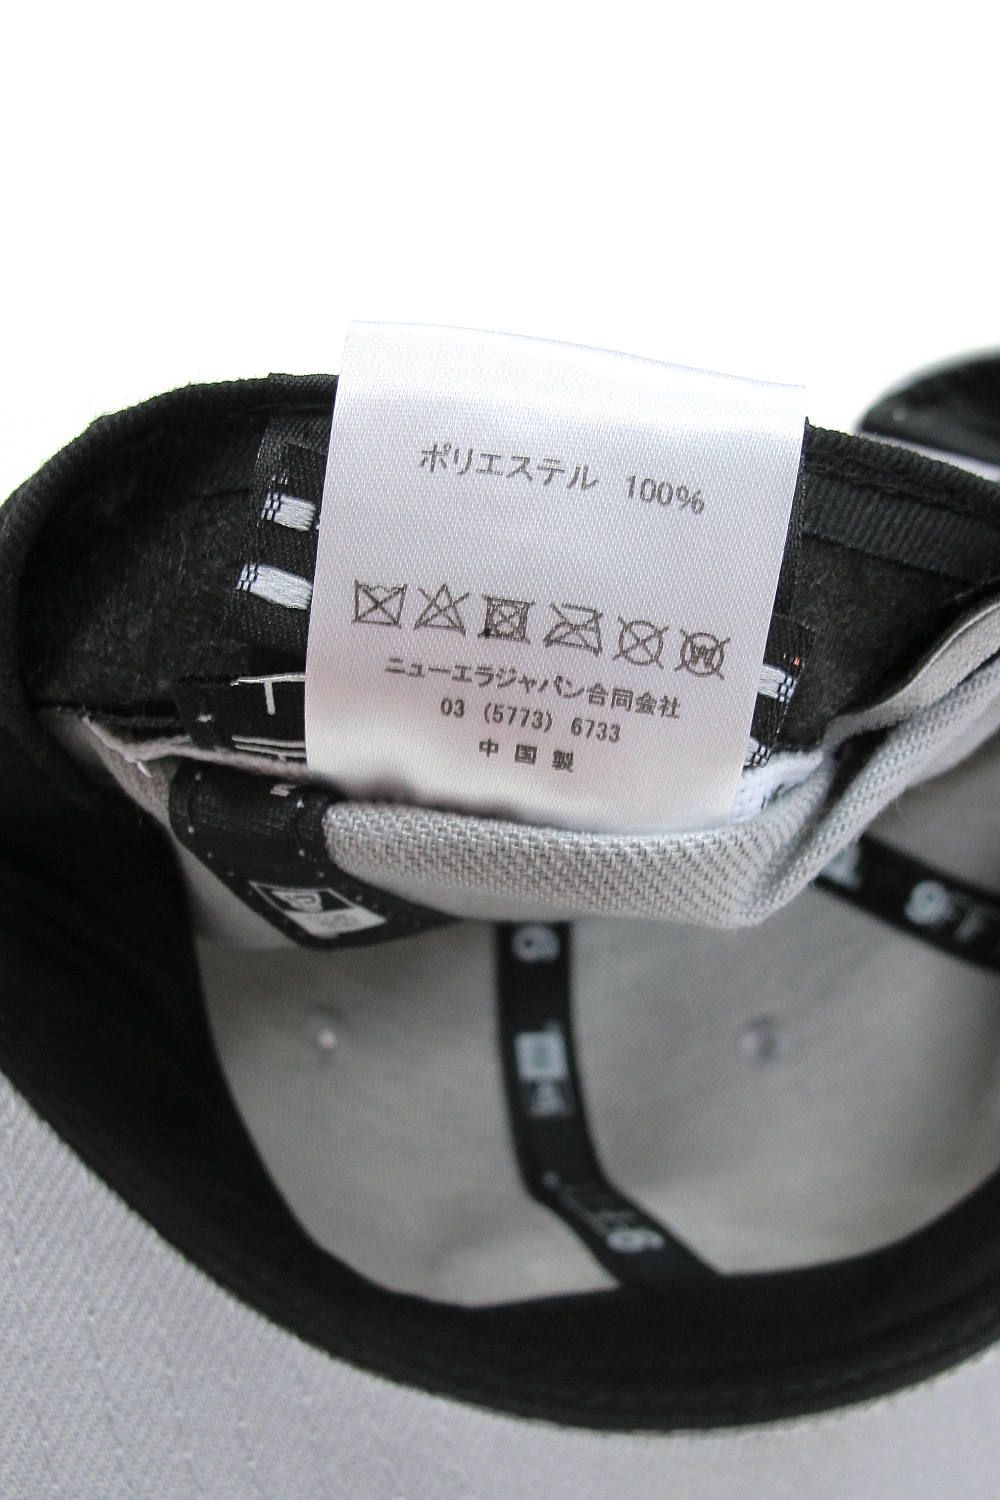 ポリエステル 100%
W
ニューエラジャパン合同会社
03 (5773) 6733
中国製